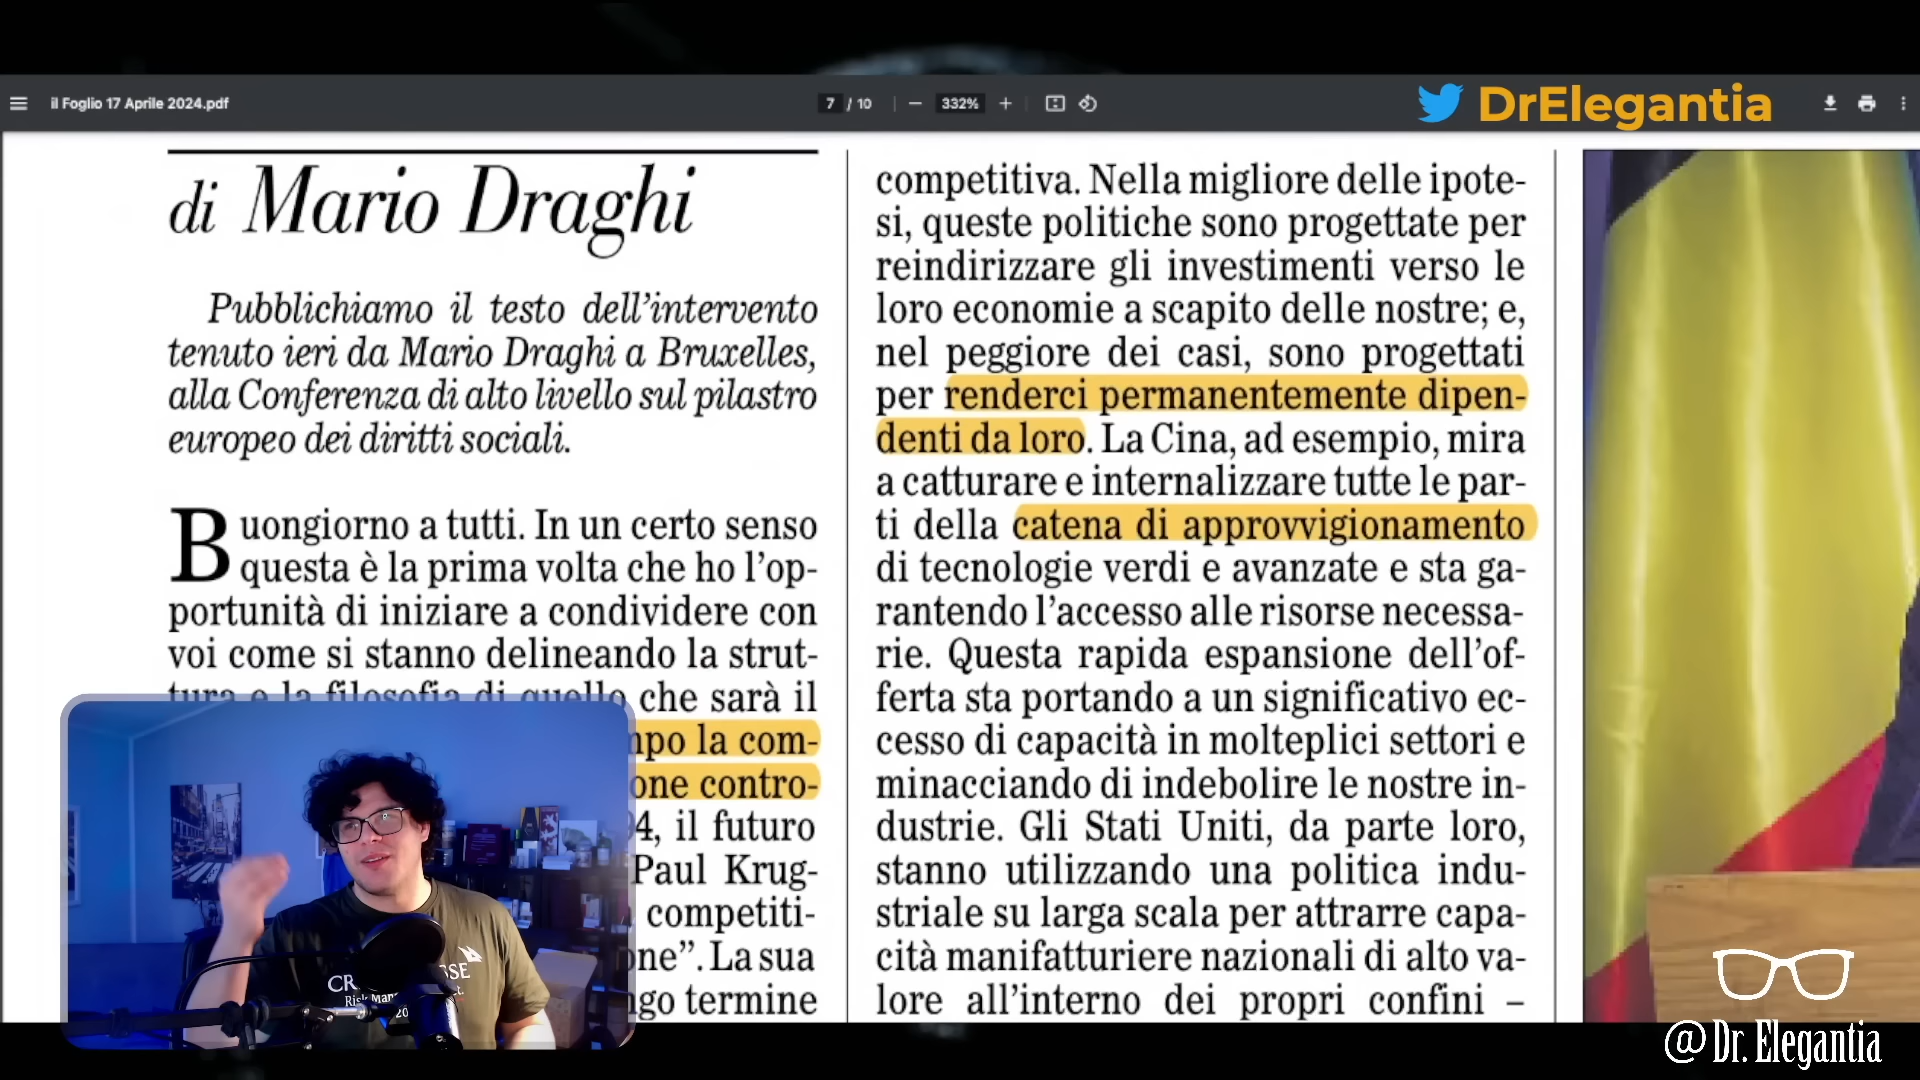 il Foglio 17 Aprile 2024.pdf
7 / 10
332%
DrElegantia
di Mario Draghi
Pubblichiamo il testo dell'intervento
tenuto ieri da Mario Draghi a Bruxelles,
alla Conferenza di alto livello sul pilastro
europeo dei diritti sociali.
Buongiorno a tutti. In un certo senso
questa è la prima volta che ho l'op-
portunità di iniziare a condividere con
voi come si stanno delineando la strut-
tura e la filosofia di quello che sarà il
la com-
contro-
4, il futuro
Paul Krug-
competiti-
La sua
termine
competitiva. Nella migliore delle ipote-
si, queste politiche sono progettate per
reindirizzare gli investimenti verso le
loro economie a scapito delle nostre; e,
nel peggiore dei casi, sono progettati
per renderci permanentemente dipen-
denti da loro. La Cina, ad esempio, mira
a catturare e internalizzare tutte le par-
ti della catena di approvvigionamento
di tecnologie verdi e avanzate e sta ga-
rantendo l'accesso alle risorse necessa-
rie. Questa rapida espansione dell'of-
ferta sta portando a un significativo ec-
cesso di capacità in molteplici settori e
minacciando di indebolire le nostre in-
dustrie. Gli Stati Uniti, da parte loro,
stanno utilizzando una politica indu-
striale su larga scala per attrarre capa-
cità manifatturiere nazionali di alto va-
lore all'interno dei propri confini –
@ Dr. Elegantia